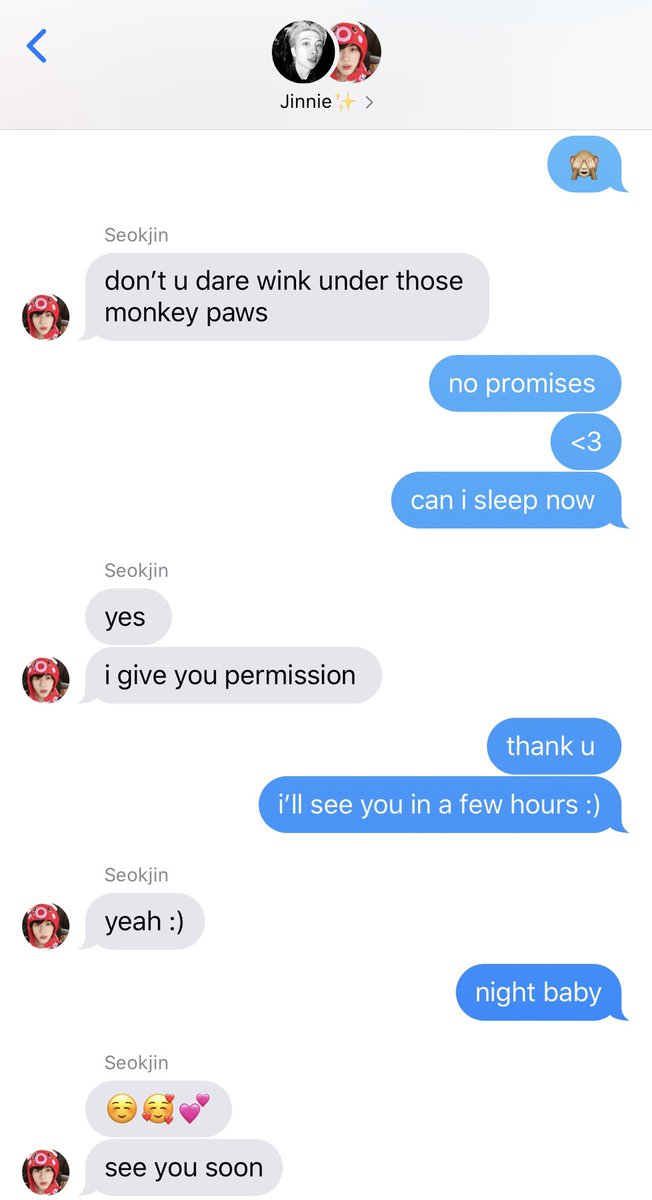 Jinnie✨ >
🙈
Seokjin
don’t u dare wink under those
monkey paws
no promises
<3
can i sleep now
Seokjin
yes
i give you permission
thank u
i’ll see you in a few hours :)
Seokjin
yeah :)
night baby
Seokjin
☺️🥰💕
see you soon